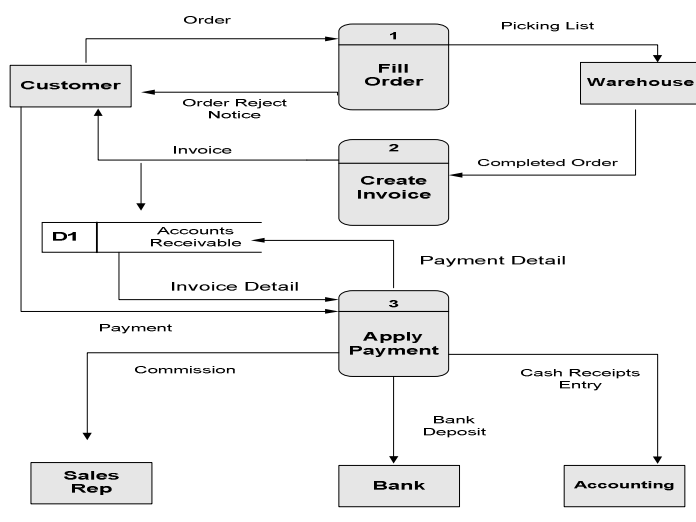 Order
1
Picking List
Fill
Order
Customer
Warehouse
Order Reject
Notice
Invoice
2
Completed Order
Create
Invoice
D1
Accounts
Receivable
Payment Detail
Invoice Detail
3
Payment
Apply
Payment
Commission
Cash Receipts
Entry
Bank
Deposit
Sales
Rep
Bank
Accounting